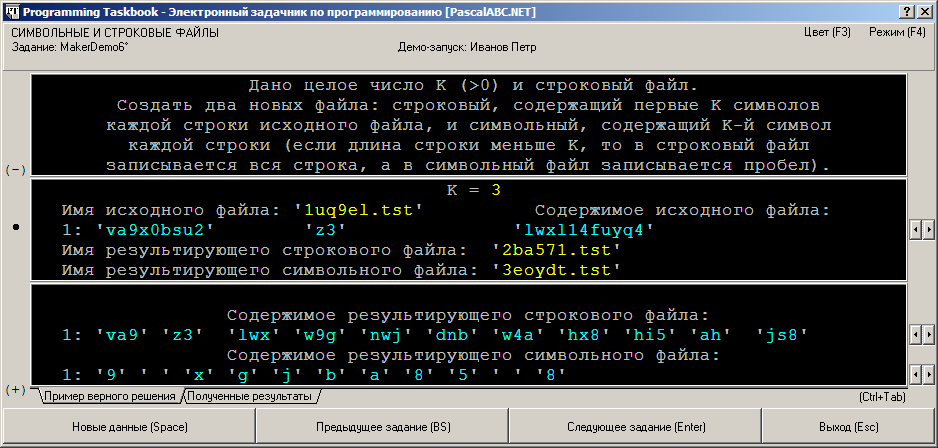 Programming Taskbook - Электронный задачник по программированию [PascalABC.NET]
СИМВОЛЬНЫЕ И СТРОКОВЫЕ ФАЙЛЫ
Цвет (F3) Режим (F4)
Задание: MakerDemo6°
Демо-запуск: Иванов Петр
Дано целое число K (>0) и строковый файл.
Создать два новых файла: строковый, содержащий первые K символов
каждой строки исходного файла, и символьный, содержащий K-й символ
каждой строки (если длина строки меньше K, то в строковый файл
записывается вся строка, а в символьный файл записывается пробел).
(-)
K = 3
Имя исходного файла: '1uq9el.tst' Содержимое исходного файла:
1: 'va9x0bsu2' 'z3' 'lwxl14fuyq4'
Имя результирующего строкового файла: '2ba571.tst'
Имя результирующего символьного файла: '3eoydt.tst'
Содержимое результирующего строкового файла:
1: 'va9' 'z3' 'lwx' 'w9g' 'nwj' 'dnb' 'w4a' 'hx8' 'hi5' 'ah' 'js8'
Содержимое результирующего символьного файла:
1: '9' ' ' 'x' 'g' 'j' 'b' 'a' '8' '5' ' ' '8'
(+)
Пример верного решения Полученные результаты (Ctrl+Tab)
Новые данные (Space) Предыдущее задание (BS) Следующее задание (Enter) Выход (Esc)